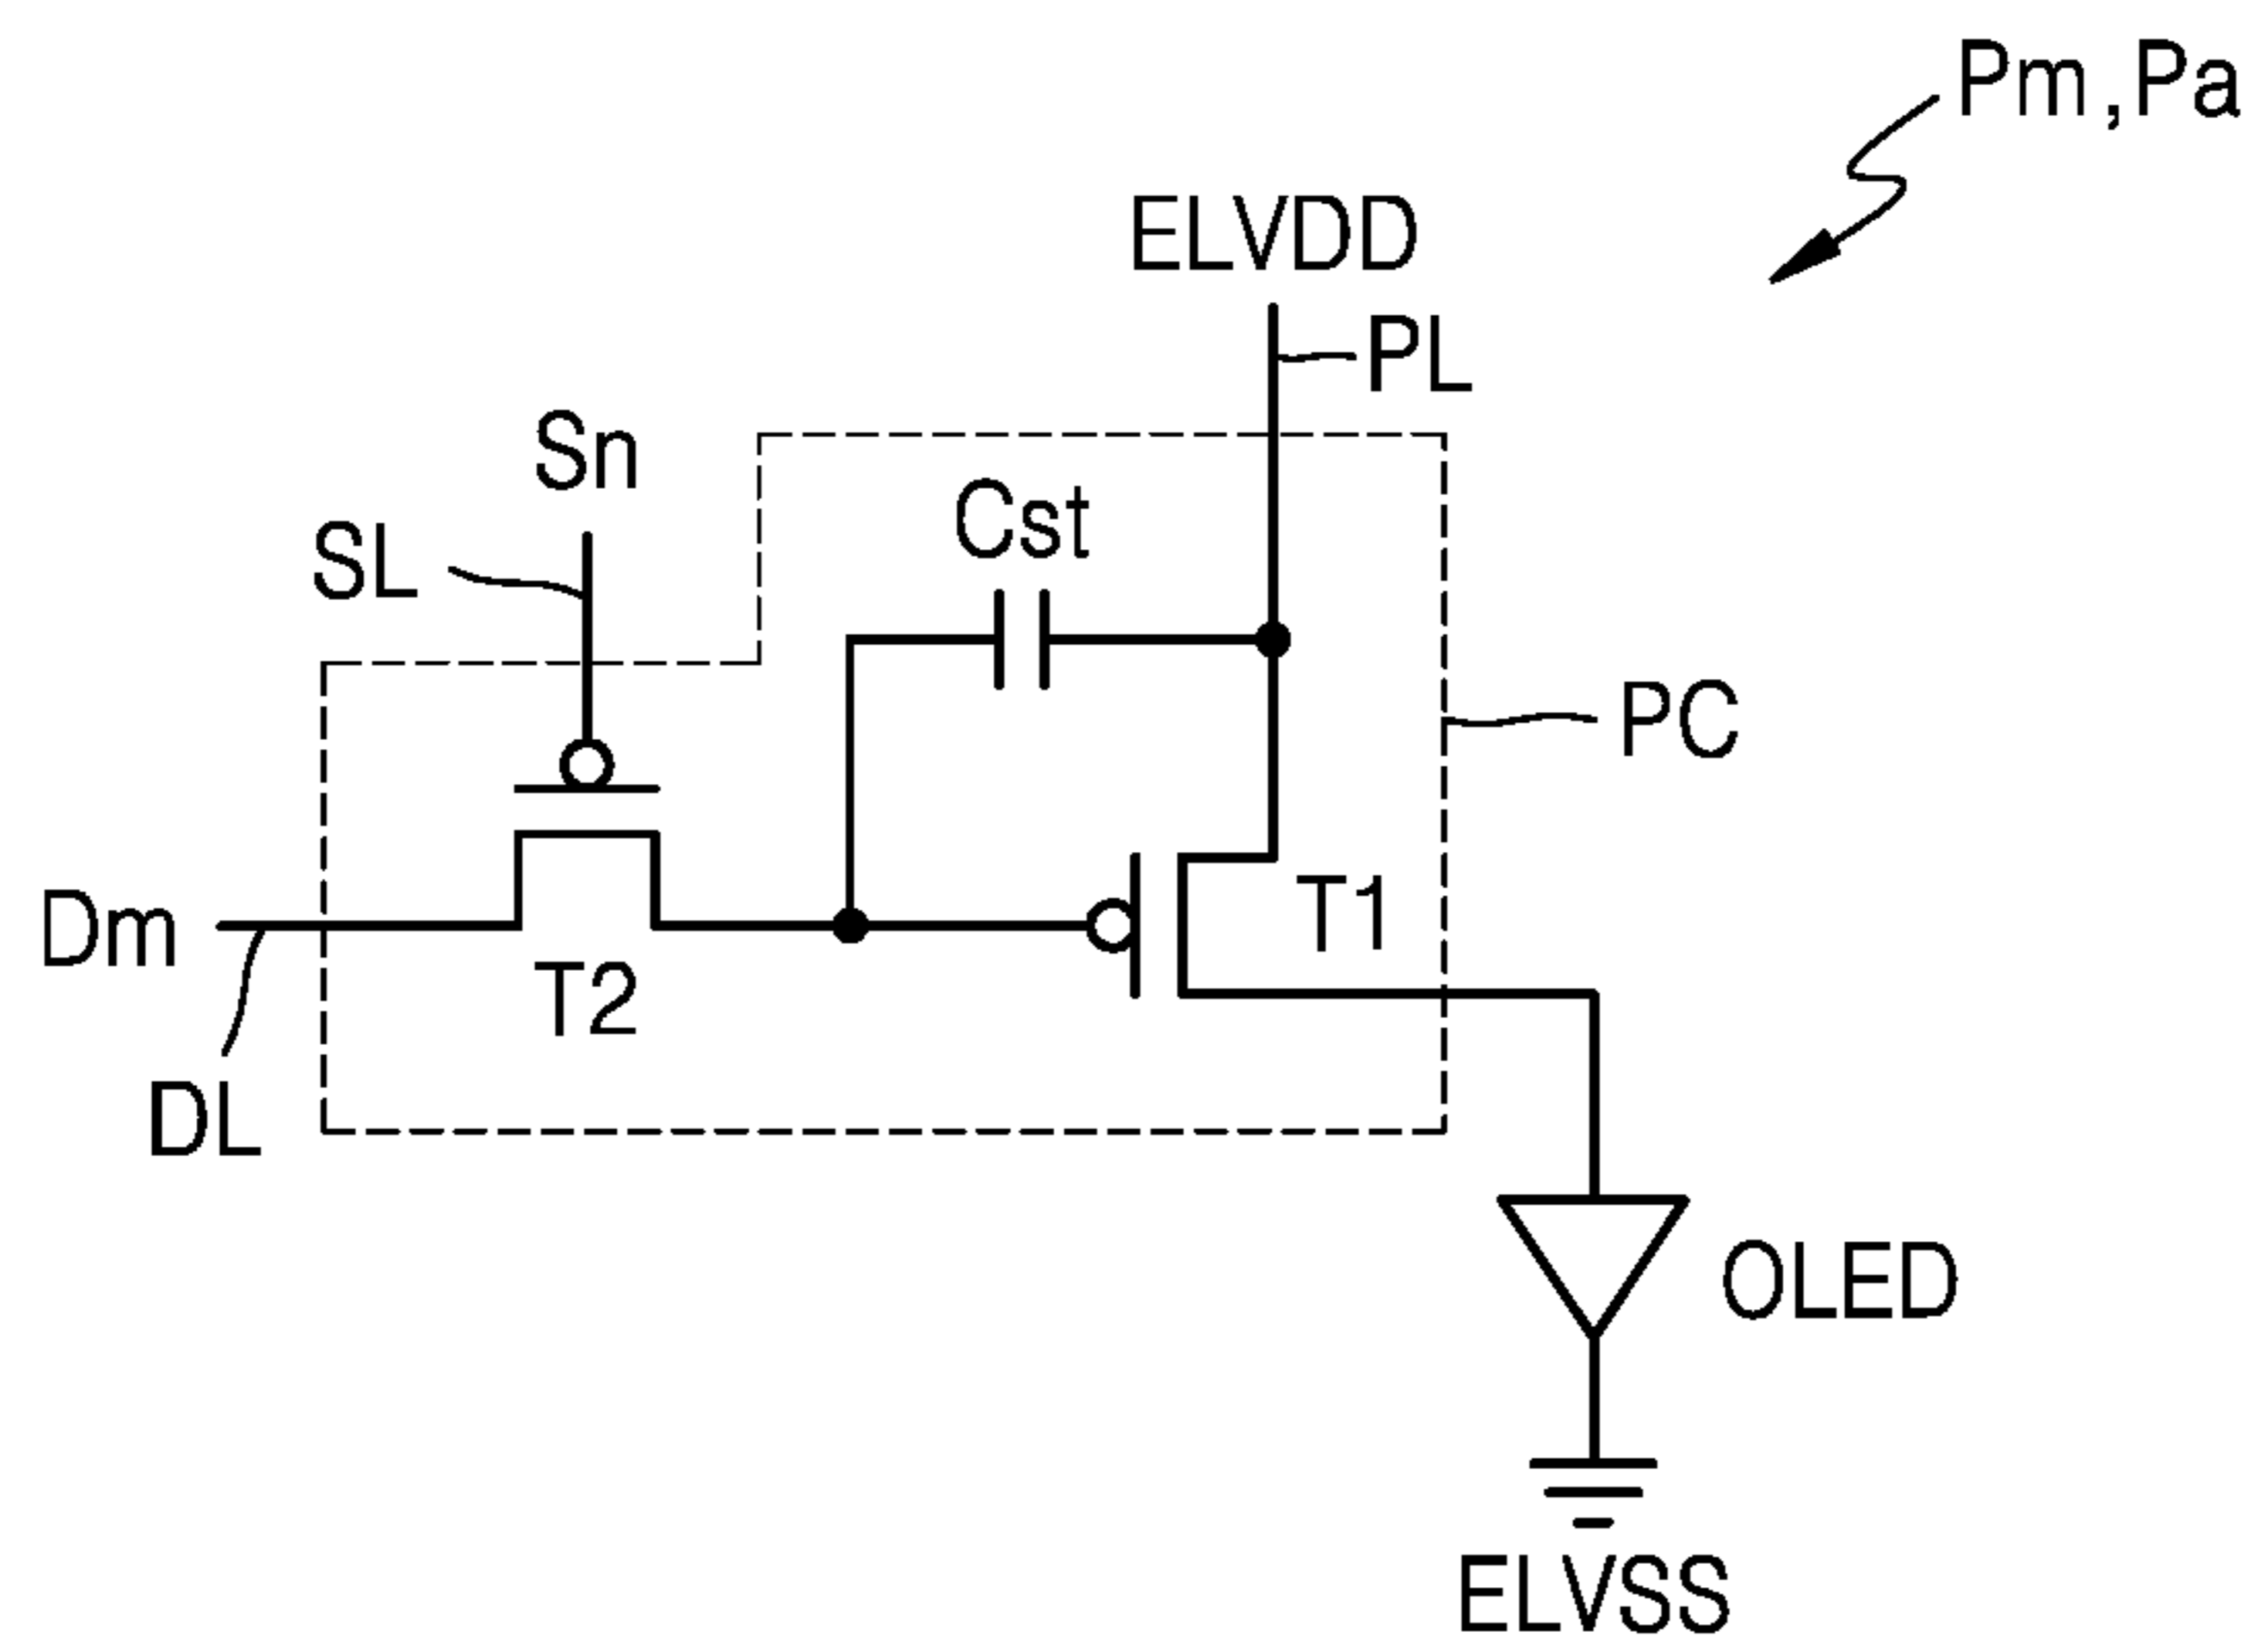 Pm,Pa
ELVDD
PL
Sn
SL
Cst
PC
Dm
T1
T2
DL
OLED
ELVSS